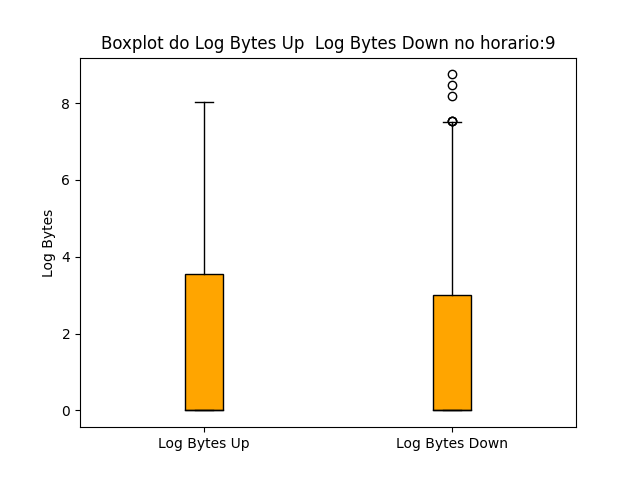 Boxplot do Log Bytes Up  Log Bytes Down no horario:9
Log Bytes
8
6
4
2
0
Log Bytes Up
Log Bytes Down